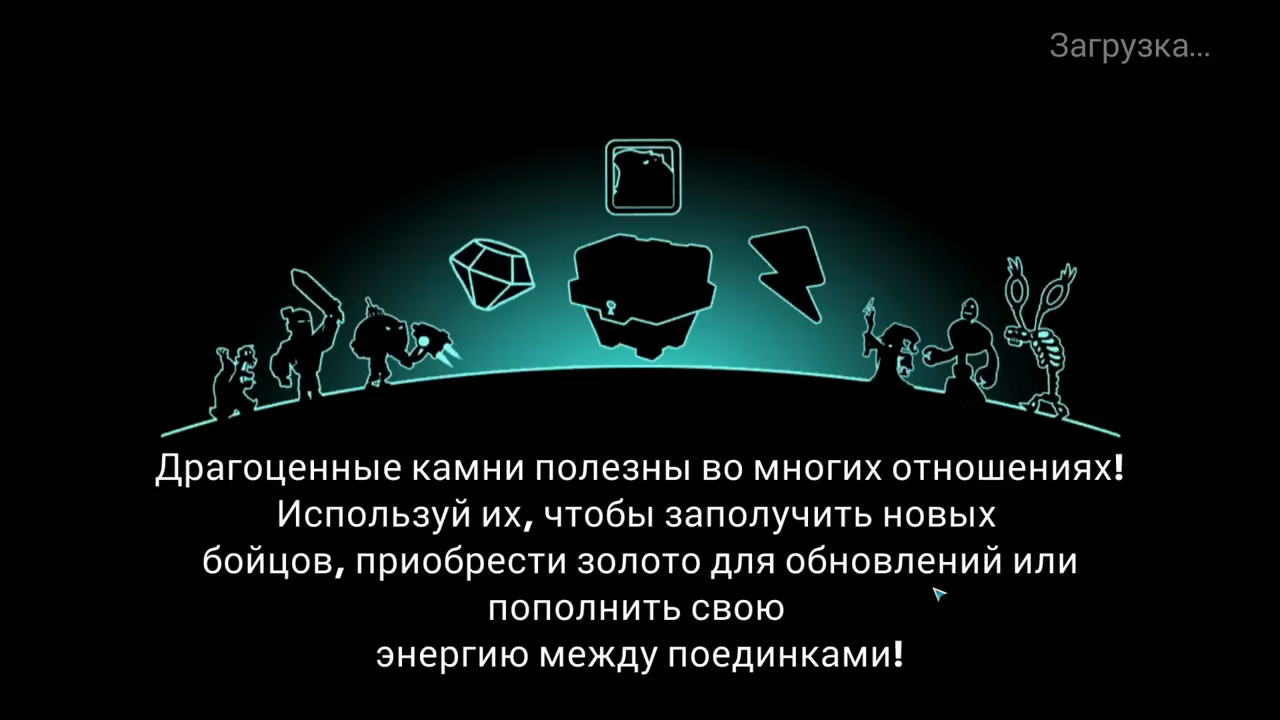 Загрузка...
Драгоценные камни полезны во многих отношениях!
Используй их, чтобы заполучить новых
бойцов, приобрести золото для обновлений или
пополнить свою
энергию между поединками!